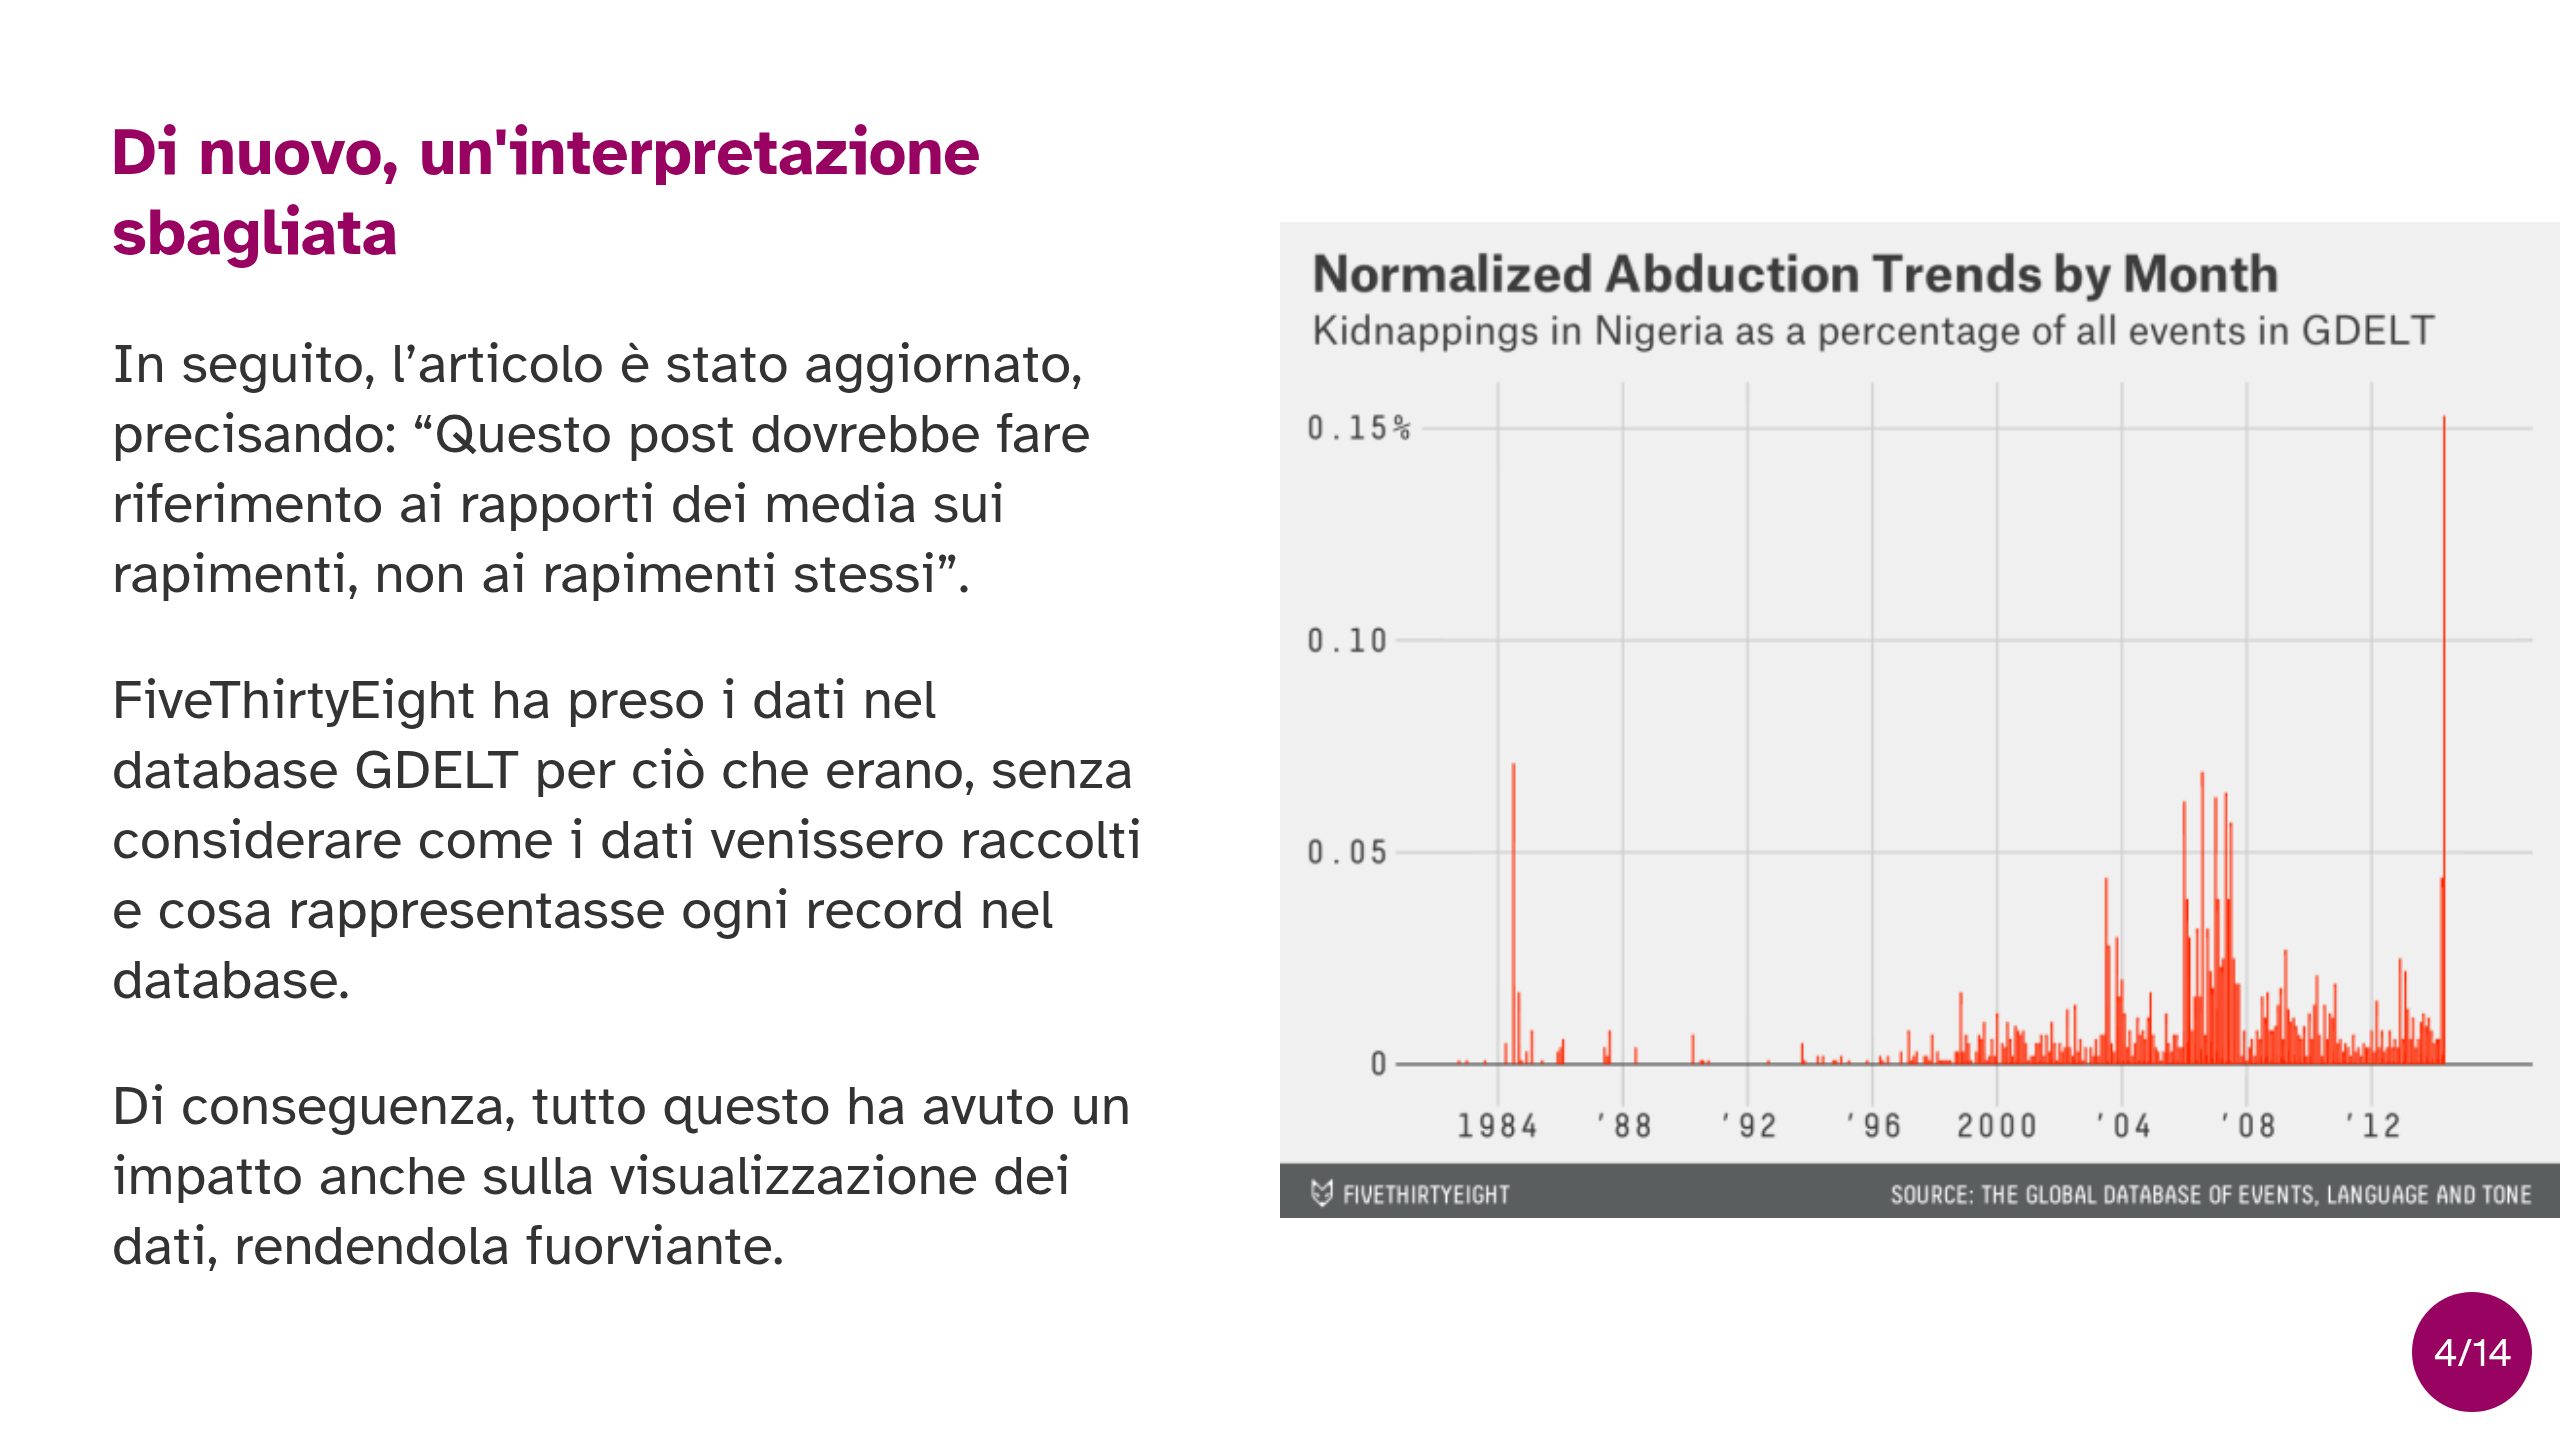 Di nuovo, un'interpretazione
sbagliata
In seguito, l’articolo è stato aggiornato,
precisando: “Questo post dovrebbe fare
riferimento ai rapporti dei media sui
rapimenti, non ai rapimenti stessi”.
FiveThirtyEight ha preso i dati nel
database GDELT per ciò che erano, senza
considerare come i dati venissero raccolti
e cosa rappresentasse ogni record nel
database.
Di conseguenza, tutto questo ha avuto un
impatto anche sulla visualizzazione dei
dati, rendendola fuorviante.
Normalized Abduction Trends by Month
Kidnappings in Nigeria as a percentage of all events in GDELT
0.15%
0.10
0.05
0
1984 ’88 ’92 ’96 2000 ’04 ’08 ’12
FIVETHIRTYEIGHT SOURCE: THE GLOBAL DATABASE OF EVENTS, LANGUAGE AND TONE
4/14